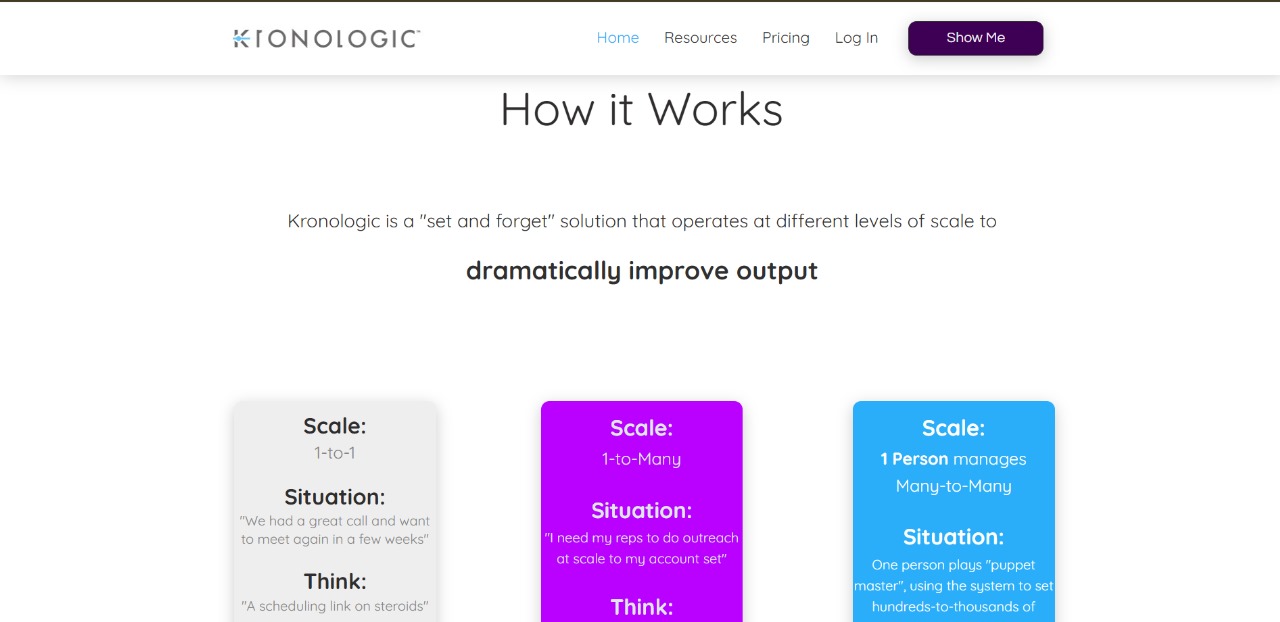 KRONOLOGIC™
Home Resources Pricing Log In Show Me
How it Works
Kronologic is a "set and forget" solution that operates at different levels of scale to
dramatically improve output
Scale:
1-to-1
Situation:
"We had a great call and want
to meet again in a few weeks"
Think:
"A scheduling link on steroids"
Scale:
1-to-Many
Situation:
"I need my reps to do outreach
at scale to my account set"
Think:
Scale:
1 Person manages
Many-to-Many
Situation:
One person plays "puppet
master", using the system to set
hundreds-to-thousands of